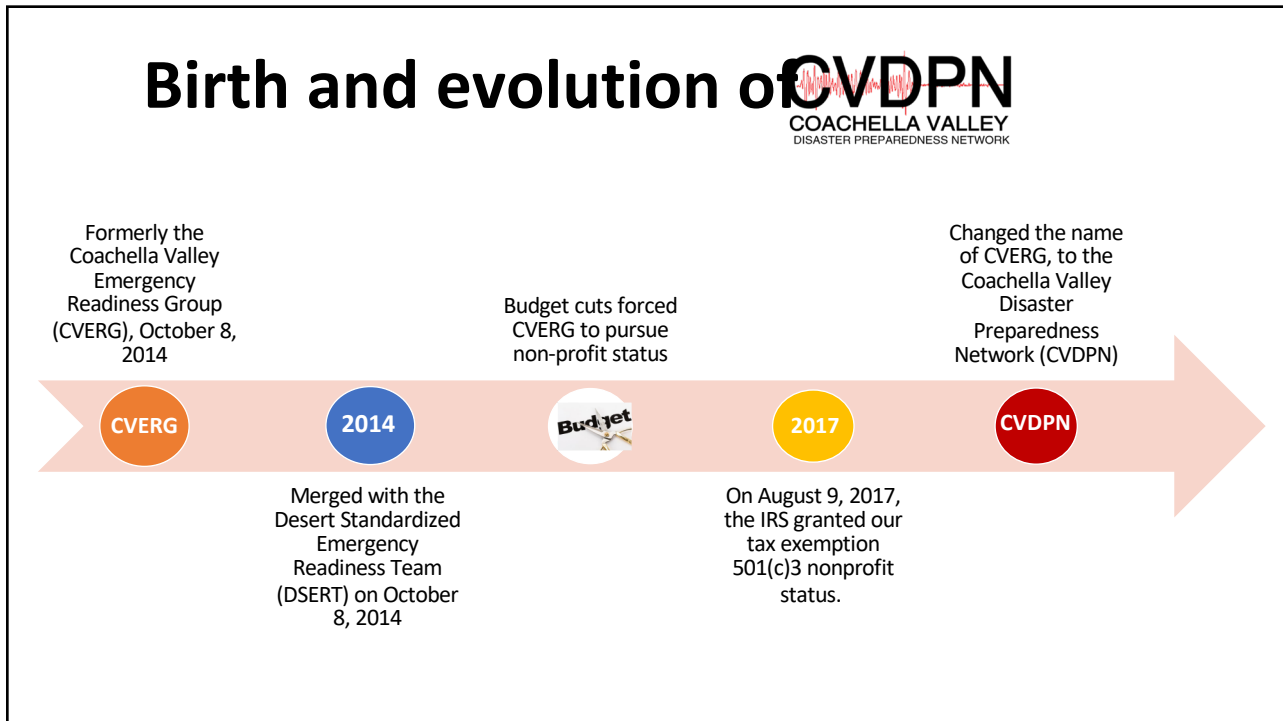 Birth and evolution of
CVDPN
COACHELLA VALLEY
DISASTER PREPAREDNESS NETWORK
Formerly the
Coachella Valley
Emergency
Readiness Group
(CVERG), October 8,
2014
CVERG
2014
Merged with the
Desert Standardized
Emergency
Readiness Team
(DSERT) on October
8, 2014
Budget cuts forced
CVERG to pursue
non-profit status
Budget
2017
On August 9, 2017,
the IRS granted our
tax exemption
501(c)3 nonprofit
status.
Changed the name
of CVERG, to the
Coachella Valley
Disaster
Preparedness
Network (CVDPN)
CVDPN